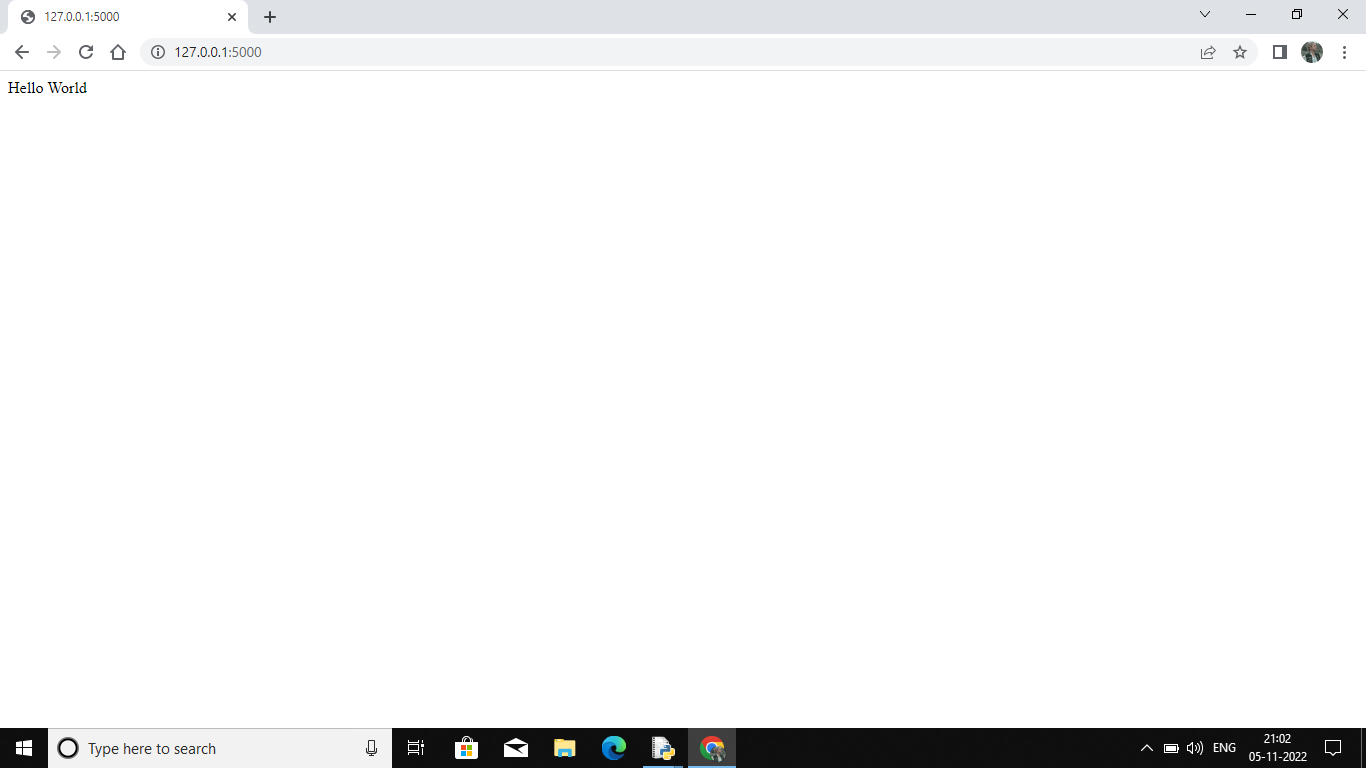 127.0.0.1:5000
127.0.0.1:5000
Hello World
Type here to search
ENG
21:02
05-11-2022